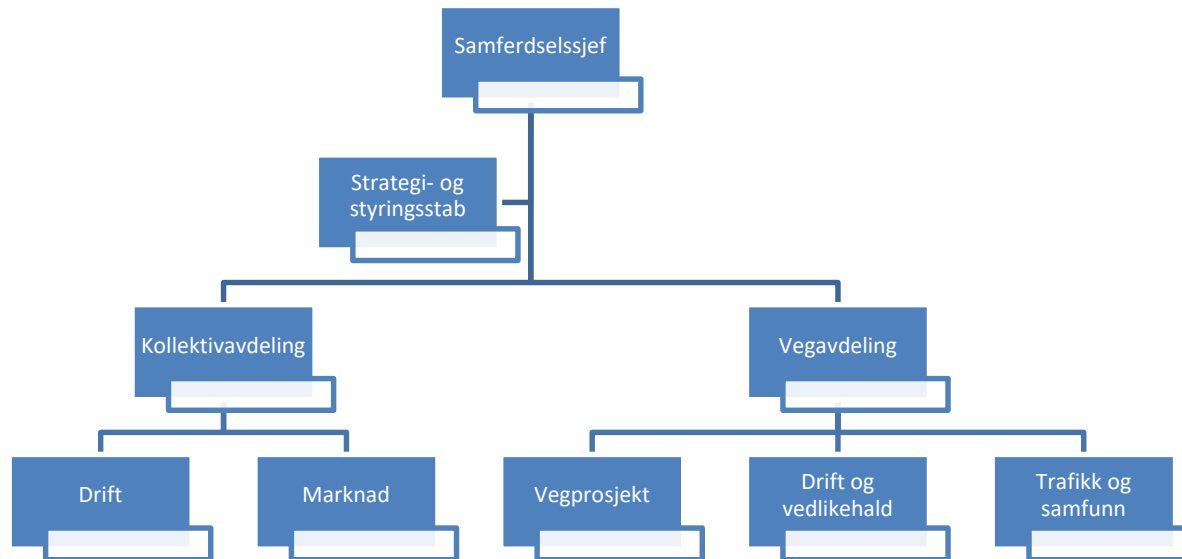 Samferdselssjef
Strategi- og
styringsstab
Kollektivavdeling
Vegavdeling
Drift
Marknad
Vegprosjekt
Drift og
vedlikehald
Trafikk og
samfunn